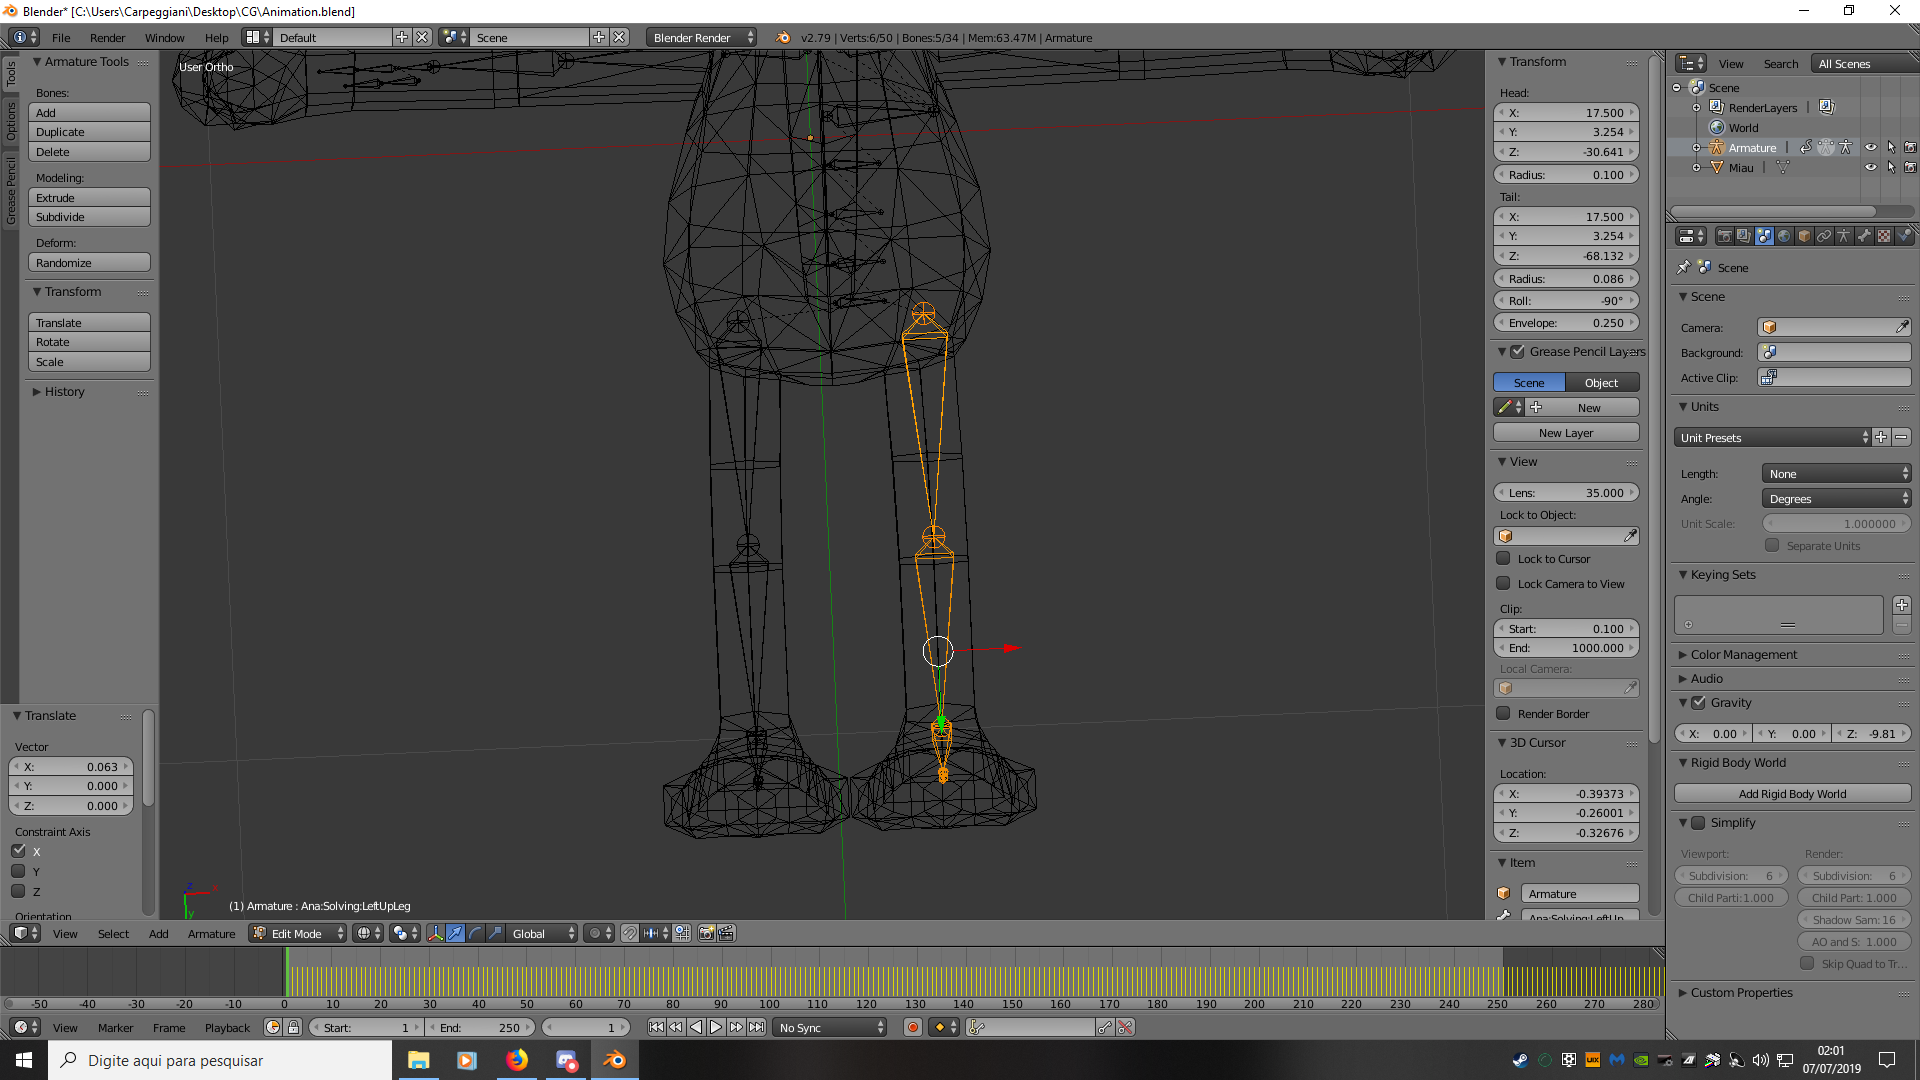 Blender* [C:\Users\Carpeggiani\Desktop\CG\Animation.blend]
File Render Window Help Default Scene Blender Render v2.79 | Verts:6/50 | Bones:5/34 | Mem:63.47M | Armature
Tools
Options
Grease Pencil
Armature Tools
Bones:
Add
Duplicate
Delete
Modeling:
Extrude
Subdivide
Deform:
Randomize
Transform
Translate
Rotate
Scale
History
Translate
Vector
X: 0.063
Y: 0.000
Z: 0.000
Constraint Axis
X
Y
Z
Orientation
User Ortho
(1) Armature : Ana:Solving:LeftUpLeg
Transform
Head:
X: 17.500
Y: 3.254
Z: -30.641
Radius: 0.100
Tail:
X: 17.500
Y: 3.254
Z: -68.132
Radius: 0.086
Roll: -90°
Envelope: 0.250
Grease Pencil Layers
Scene Object
New
New Layer
View
Lens: 35.000
Lock to Object:
Lock to Cursor
Lock Camera to View
Clip:
Start: 0.100
End: 1000.000
Local Camera:
Render Border
3D Cursor
Location:
X: -0.39373
Y: -0.26001
Z: -0.32676
Item
Armature
Ana:Solving:LeftUp
View Search All Scenes
Scene
RenderLayers
World
Armature
Miau
Scene
Scene
Camera:
Background:
Active Clip:
Units
Unit Presets
Length: None
Angle: Degrees
Unit Scale: 1.000000
Separate Units
Keying Sets
Color Management
Audio
Gravity
X: 0.00 Y: 0.00 Z: -9.81
Rigid Body World
Add Rigid Body World
Simplify
Viewport: Render:
Subdivision: 6 Subdivision: 6
Child Parti: 1.000 Child Part: 1.000
Shadow Sam: 16
AO and S: 1.000
Skip Quad to Tr...
Custom Properties
View Select Add Armature Edit Mode Global
-50 -40 -30 -20 -10 0 10 20 30 40 50 60 70 80 90 100 110 120 130 140 150 160 170 180 190 200 210 220 230 240 250 260 270 280
View Marker Frame Playback Start: 1 End: 250 1 No Sync
Digite aqui para pesquisar
02:01
07/07/2019